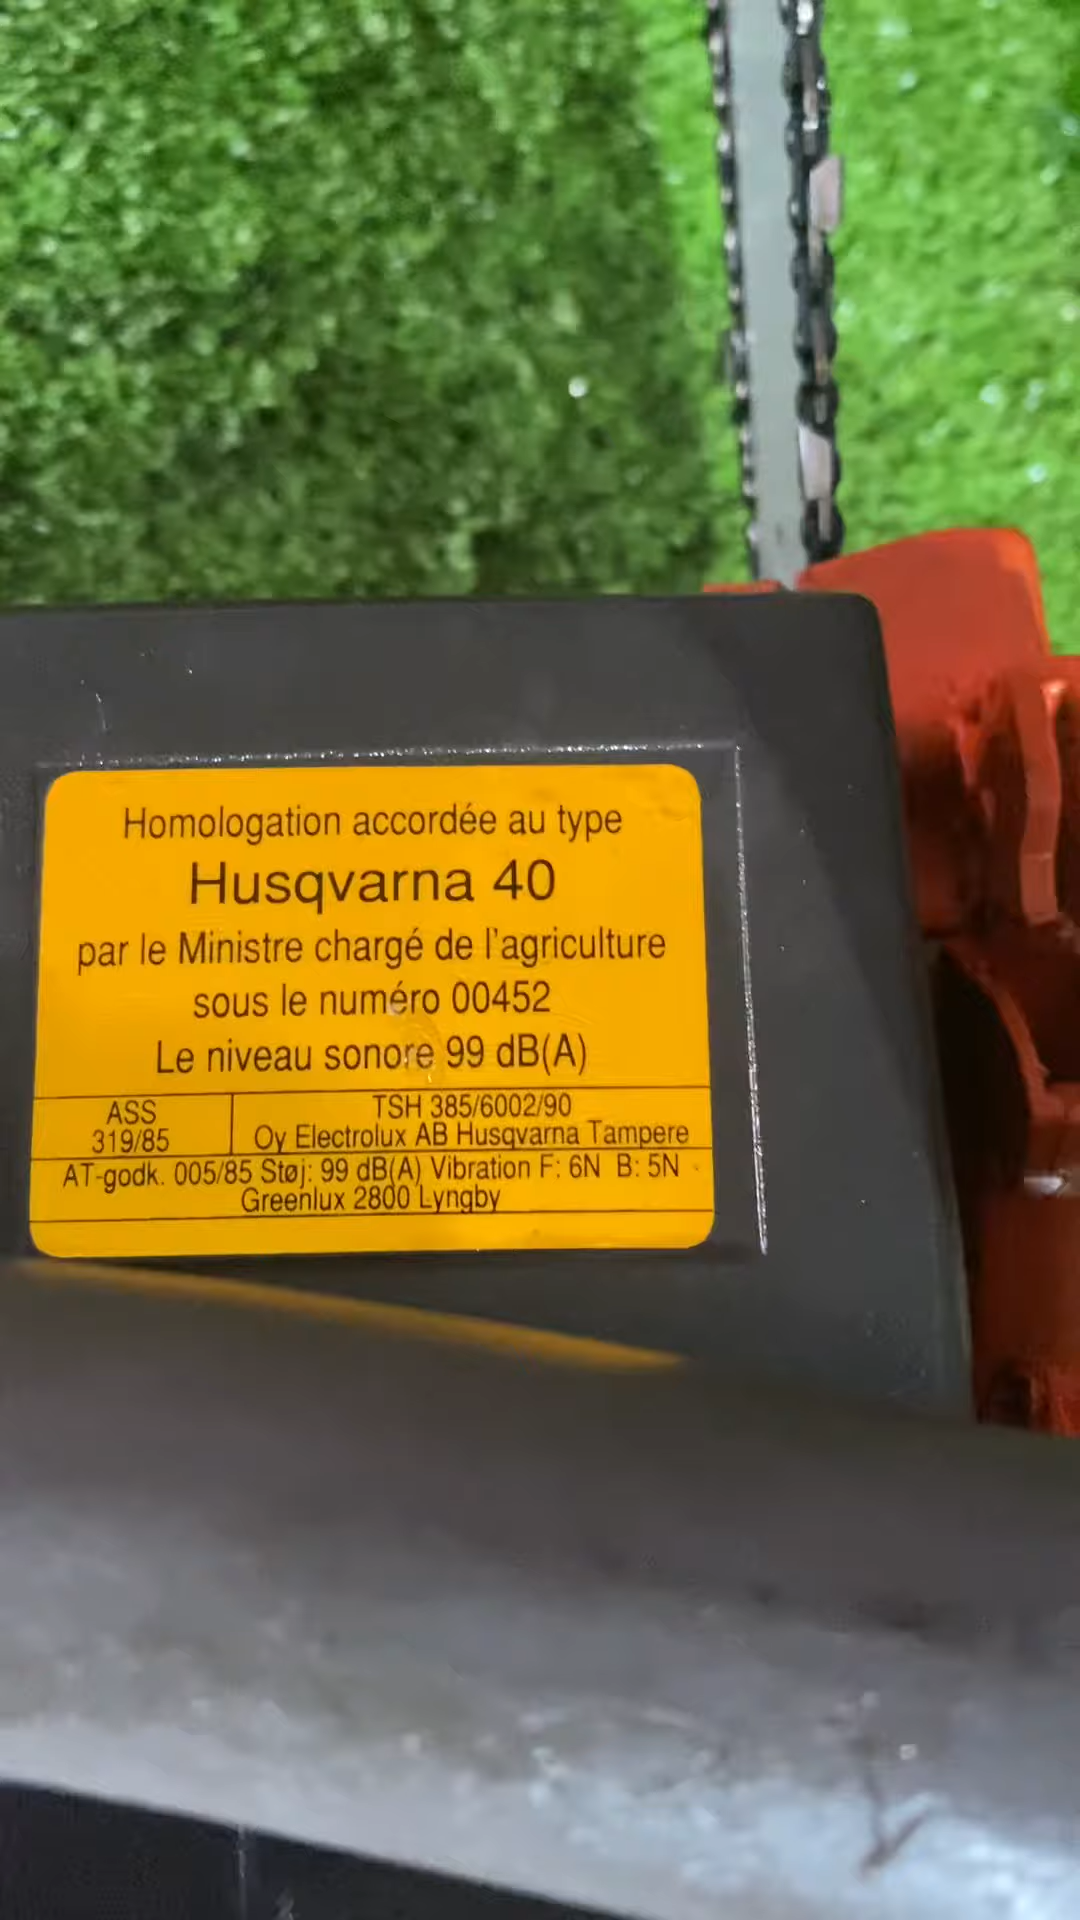 Homologation accordée au type
Husqvarna 40
par le Ministre chargé de l'agriculture
sous le numéro 00452
Le niveau sonore 99 dB(A)
ASS
319/85
TSH 385/6002/90
Oy Electrolux AB Husqvarna Tampere
AT-godk. 005/85 Støj: 99 dB(A) Vibration F: 6N B: 5N
Greenlux 2800 Lyngby